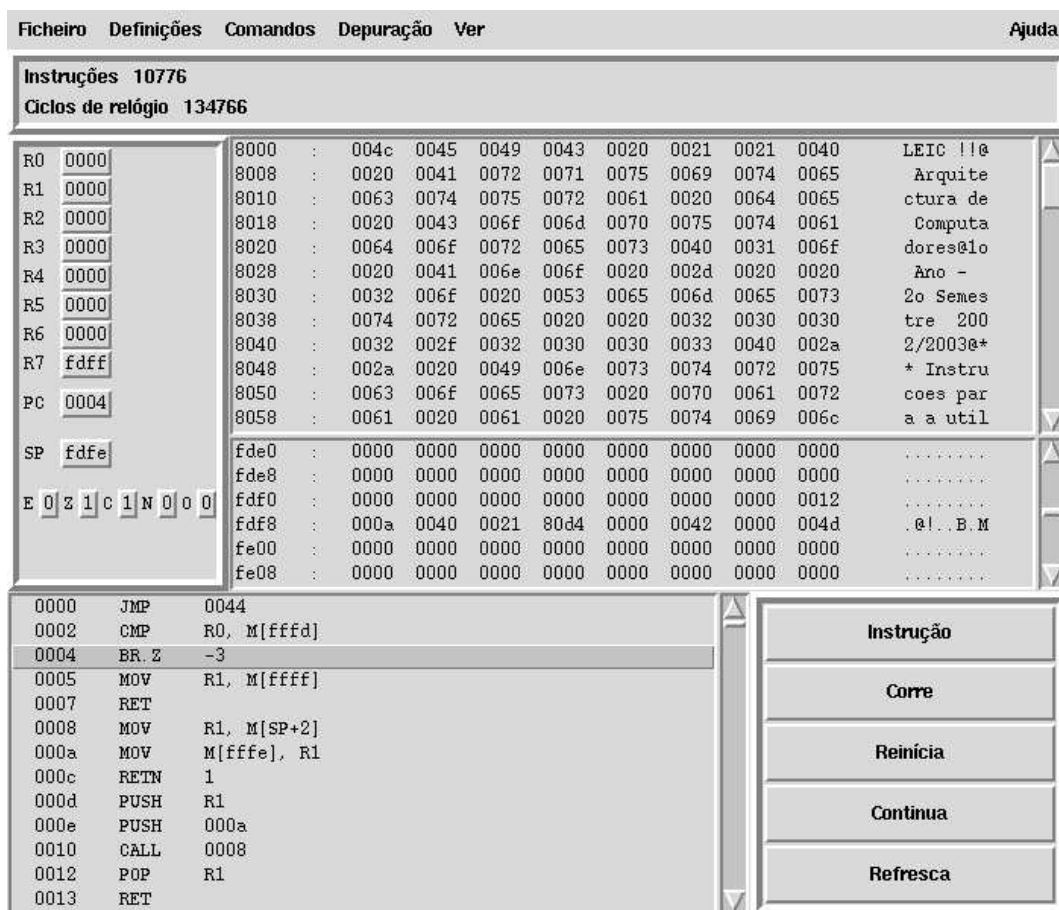 Ficheiro Definições Comandos Depuração Ver Ajuda
Instruções 10776
Ciclos de relógio 134766
R0 0000
R1 0000
R2 0000
R3 0000
R4 0000
R5 0000
R6 0000
R7 fdff
PC 0004
SP fdfe
E 0 Z 1 C 1 N 0 O 0
8000 : 004c 0045 0049 0043 0020 0021 0021 0040 LEIC !!@
8008 : 0020 0041 0072 0071 0075 0069 0074 0065 Arquite
8010 : 0063 0074 0075 0072 0061 0020 0064 0065 ctura de
8018 : 0020 0043 006f 006d 0070 0075 0074 0061 Computa
8020 : 0064 006f 0072 0065 0073 0040 0031 006f dores@1o
8028 : 0020 0041 006e 006f 0020 002d 0020 0020 Ano -
8030 : 0032 006f 0020 0053 0065 006d 0065 0073 2o Semes
8038 : 0074 0072 0065 0020 0020 0032 0030 0030 tre 200
8040 : 0032 002f 0032 0030 0030 0033 0040 002a 2/2003@*
8048 : 002a 0020 0049 006e 0073 0074 0072 0075 * Instru
8050 : 0063 006f 0065 0073 0020 0070 0061 0072 coes par
8058 : 0061 0020 0061 0020 0075 0074 0069 006c a a util
fde0 : 0000 0000 0000 0000 0000 0000 0000 0000 ........
fde8 : 0000 0000 0000 0000 0000 0000 0000 0000 ........
fdf0 : 0000 0000 0000 0000 0000 0000 0000 0012 ........
fdf8 : 000a 0040 0021 80d4 0000 0042 0000 004d .@!..B.M
fe00 : 0000 0000 0000 0000 0000 0000 0000 0000 ........
fe08 : 0000 0000 0000 0000 0000 0000 0000 0000 ........
0000 JMP 0044
0002 CMP R0, M[fffd]
0004 BR.Z -3
0005 MOV R1, M[ffff]
0007 RET
0008 MOV R1, M[SP+2]
000a MOV M[fffe], R1
000c RETN 1
000d PUSH R1
000e PUSH 000a
0010 CALL 0008
0012 POP R1
0013 RET
Instrução
Corre
Reinícia
Continua
Refresca